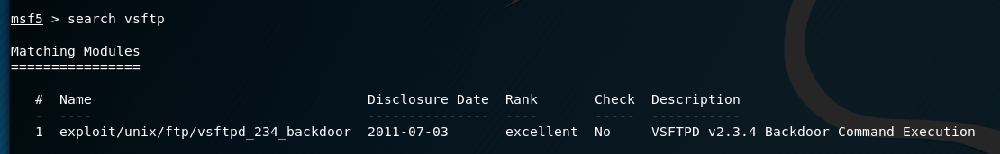 msf5 > search vsftp
Matching Modules
================
#  Name                                  Disclosure Date  Rank       Check  Description
-  ----                                  ---------------  ----       -----  -----------
1  exploit/unix/ftp/vsftpd_234_backdoor  2011-07-03       excellent  No     VSFTPD v2.3.4 Backdoor Command Execution